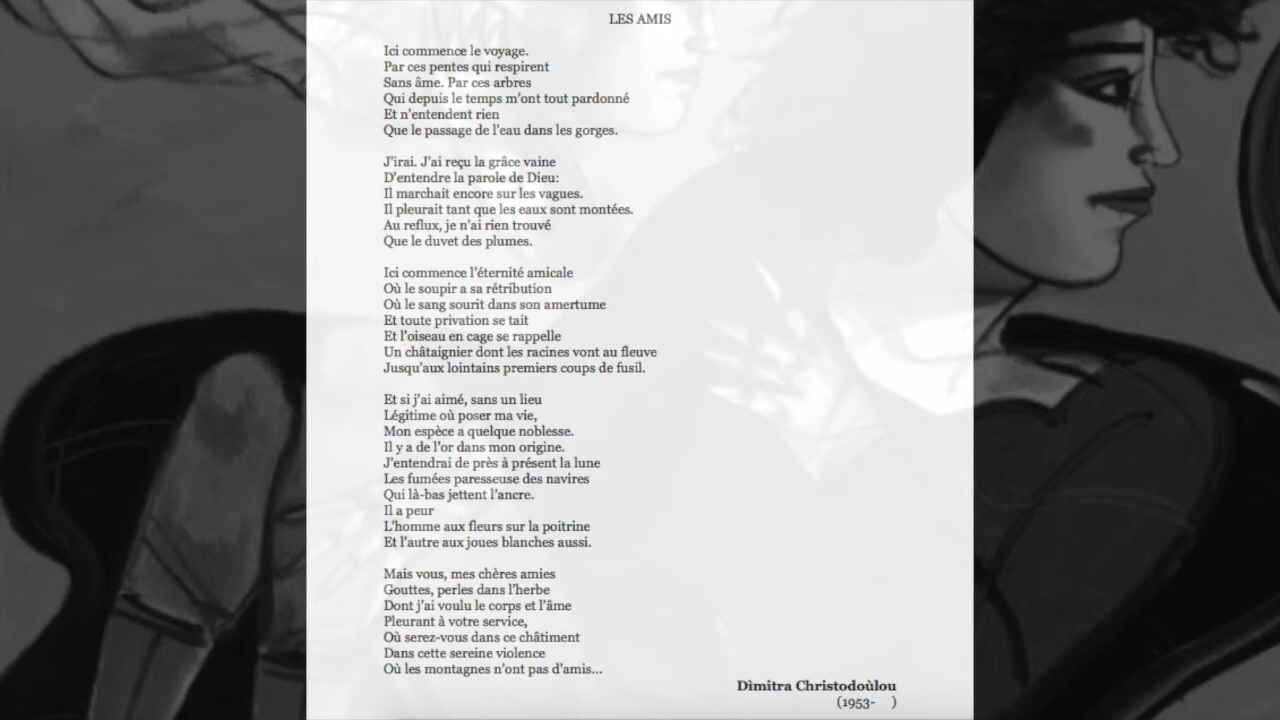 LES AMIS
Ici commence le voyage.
Par ces pentes qui respirent
Sans âme. Par ces arbres
Qui depuis le temps m'ont tout pardonné
Et n'entendent rien
Que le passage de l'eau dans les gorges.
J'irai. J'ai reçu la grâce vaine
D'entendre la parole de Dieu:
Il marchait encore sur les vagues.
Il pleurait tant que les eaux sont montées.
Au reflux, je n'ai rien trouvé
Que le duvet des plumes.
Ici commence l'éternité amicale
Où le soupir a sa rétribution
Où le sang sourit dans son amertume
Et toute privation se tait
Et l'oiseau en cage se rappelle
Un châtaignier dont les racines vont au fleuve
Jusqu'aux lointains premiers coups de fusil.
Et si j'ai aimé, sans un lieu
Légitime où poser ma vie,
Mon espèce a quelque noblesse.
Il y a de l'or dans mon origine.
J'entendrai de près à présent la lune
Les fumées paresseuse des navires
Qui là-bas jettent l'ancre.
Il a peur
L'homme aux fleurs sur la poitrine
Et l'autre aux joues blanches aussi.
Mais vous, mes chères amies
Gouttes, perles dans l'herbe
Dont j'ai voulu le corps et l'âme
Pleurant à votre service,
Où serez-vous dans ce châtiment
Dans cette sereine violence
Où les montagnes n'ont pas d'amis...
Dìmitra Christodoùlou
(1953- )